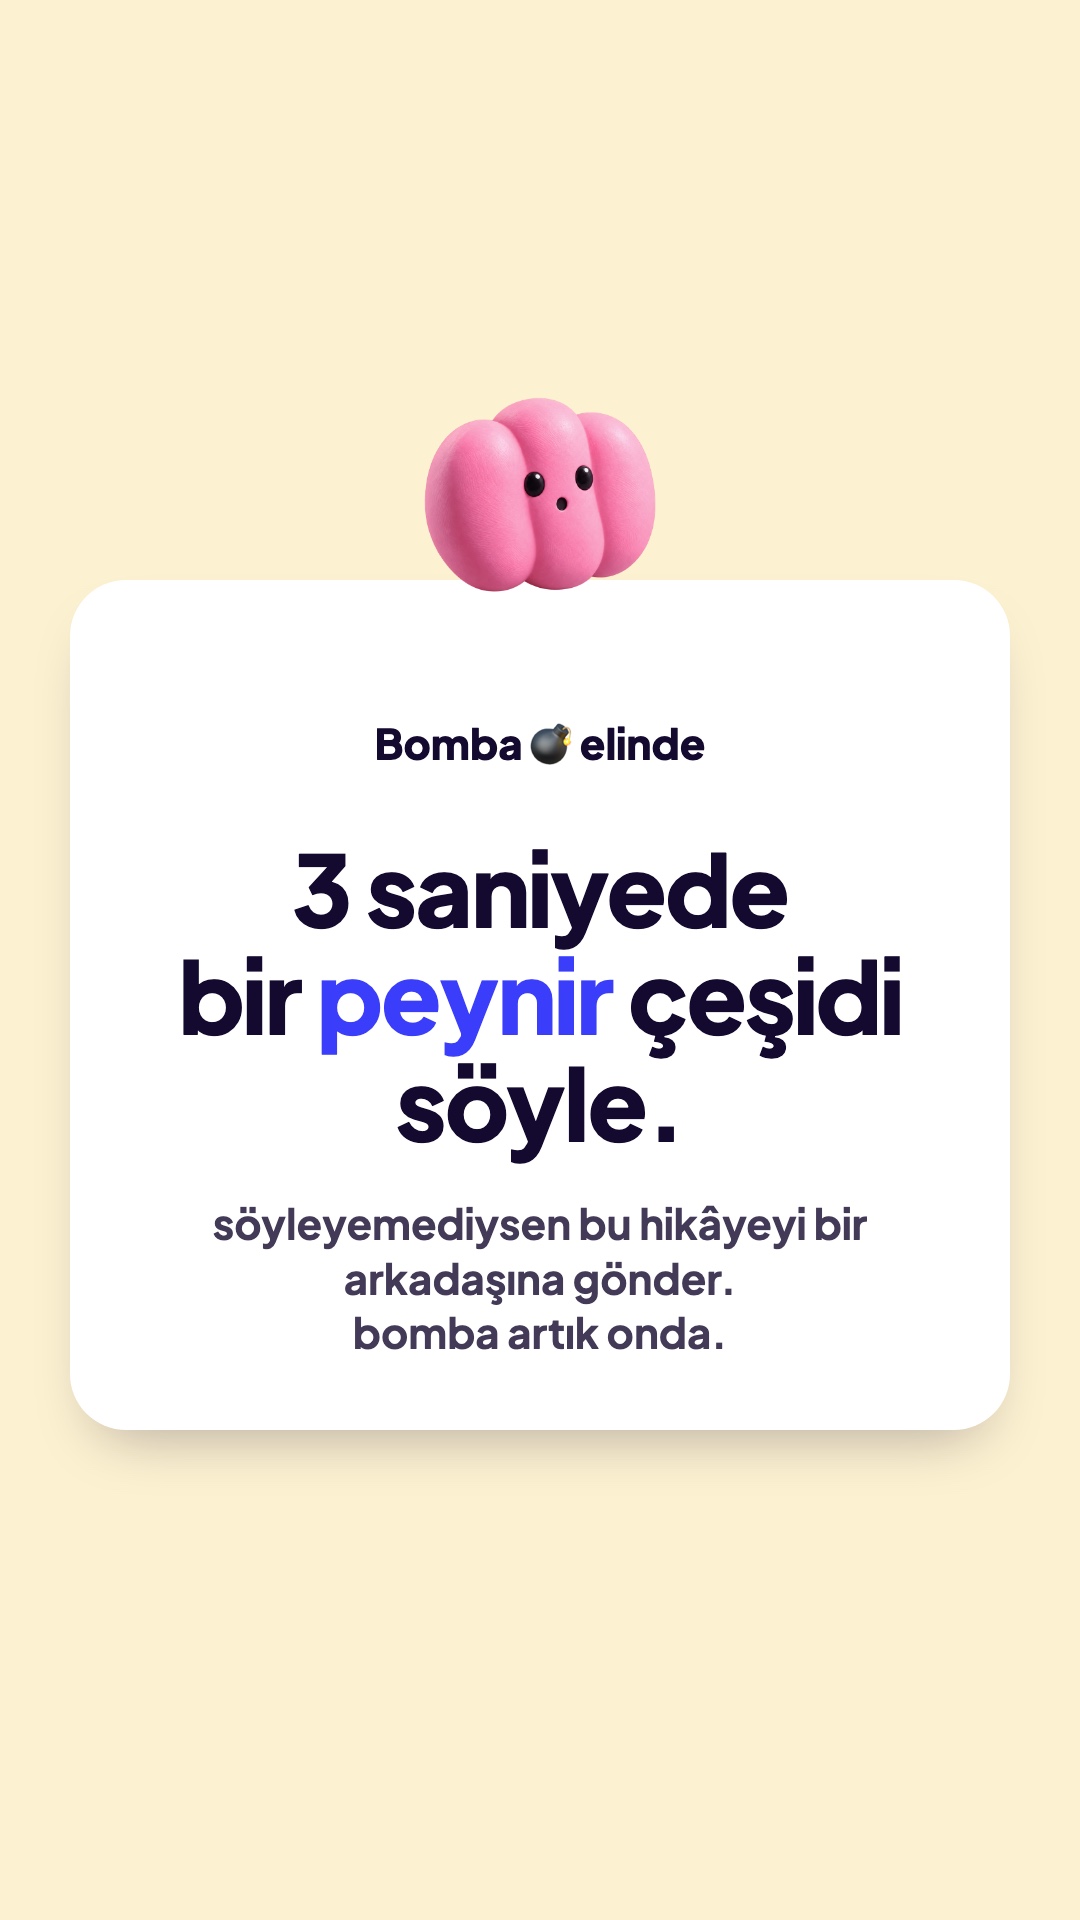 Bomba 💣 elinde
3 saniyede
bir peynir çeşidi
söyle.
söyleyemediysen bu hikâyeyi bir
arkadaşına gönder.
bomba artık onda.